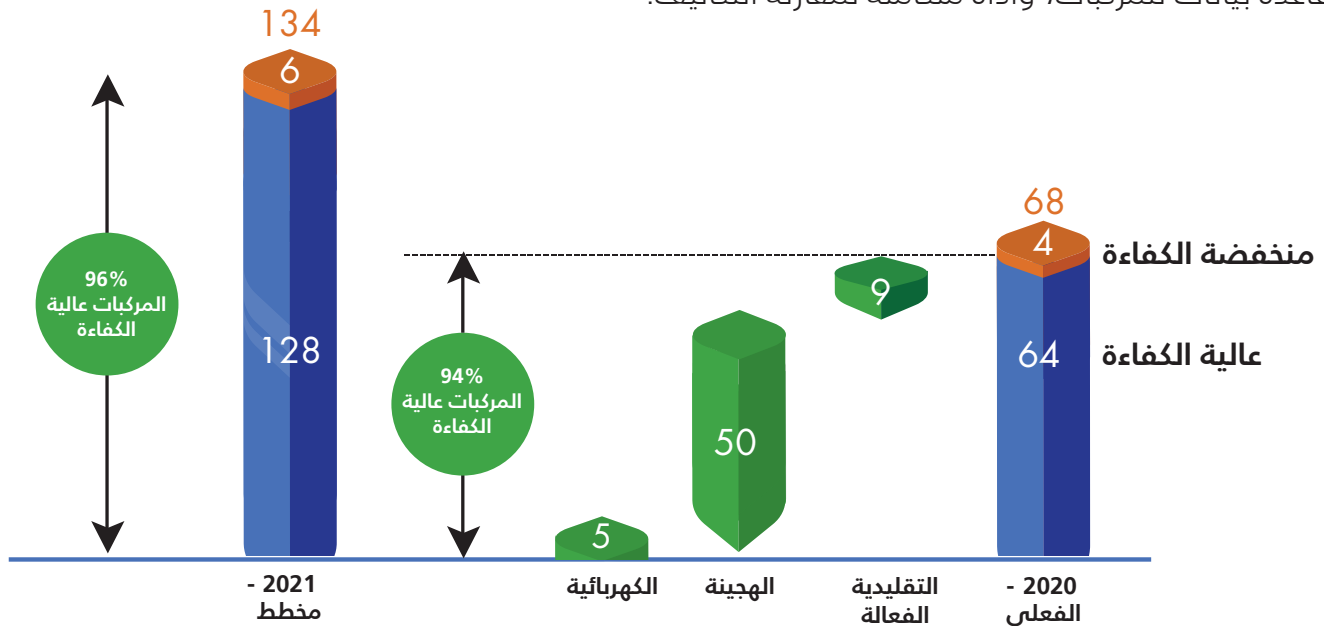 134
6
128
96%
المركبات عالية
الكفاءة
94%
المركبات عالية
الكفاءة
68
4
64
منخفضة الكفاءة
عالية الكفاءة
9
50
5
2020 -
الفعلي
التقليدية
الفعالة
الهجينة
الكهربائية
2021 -
مخطط